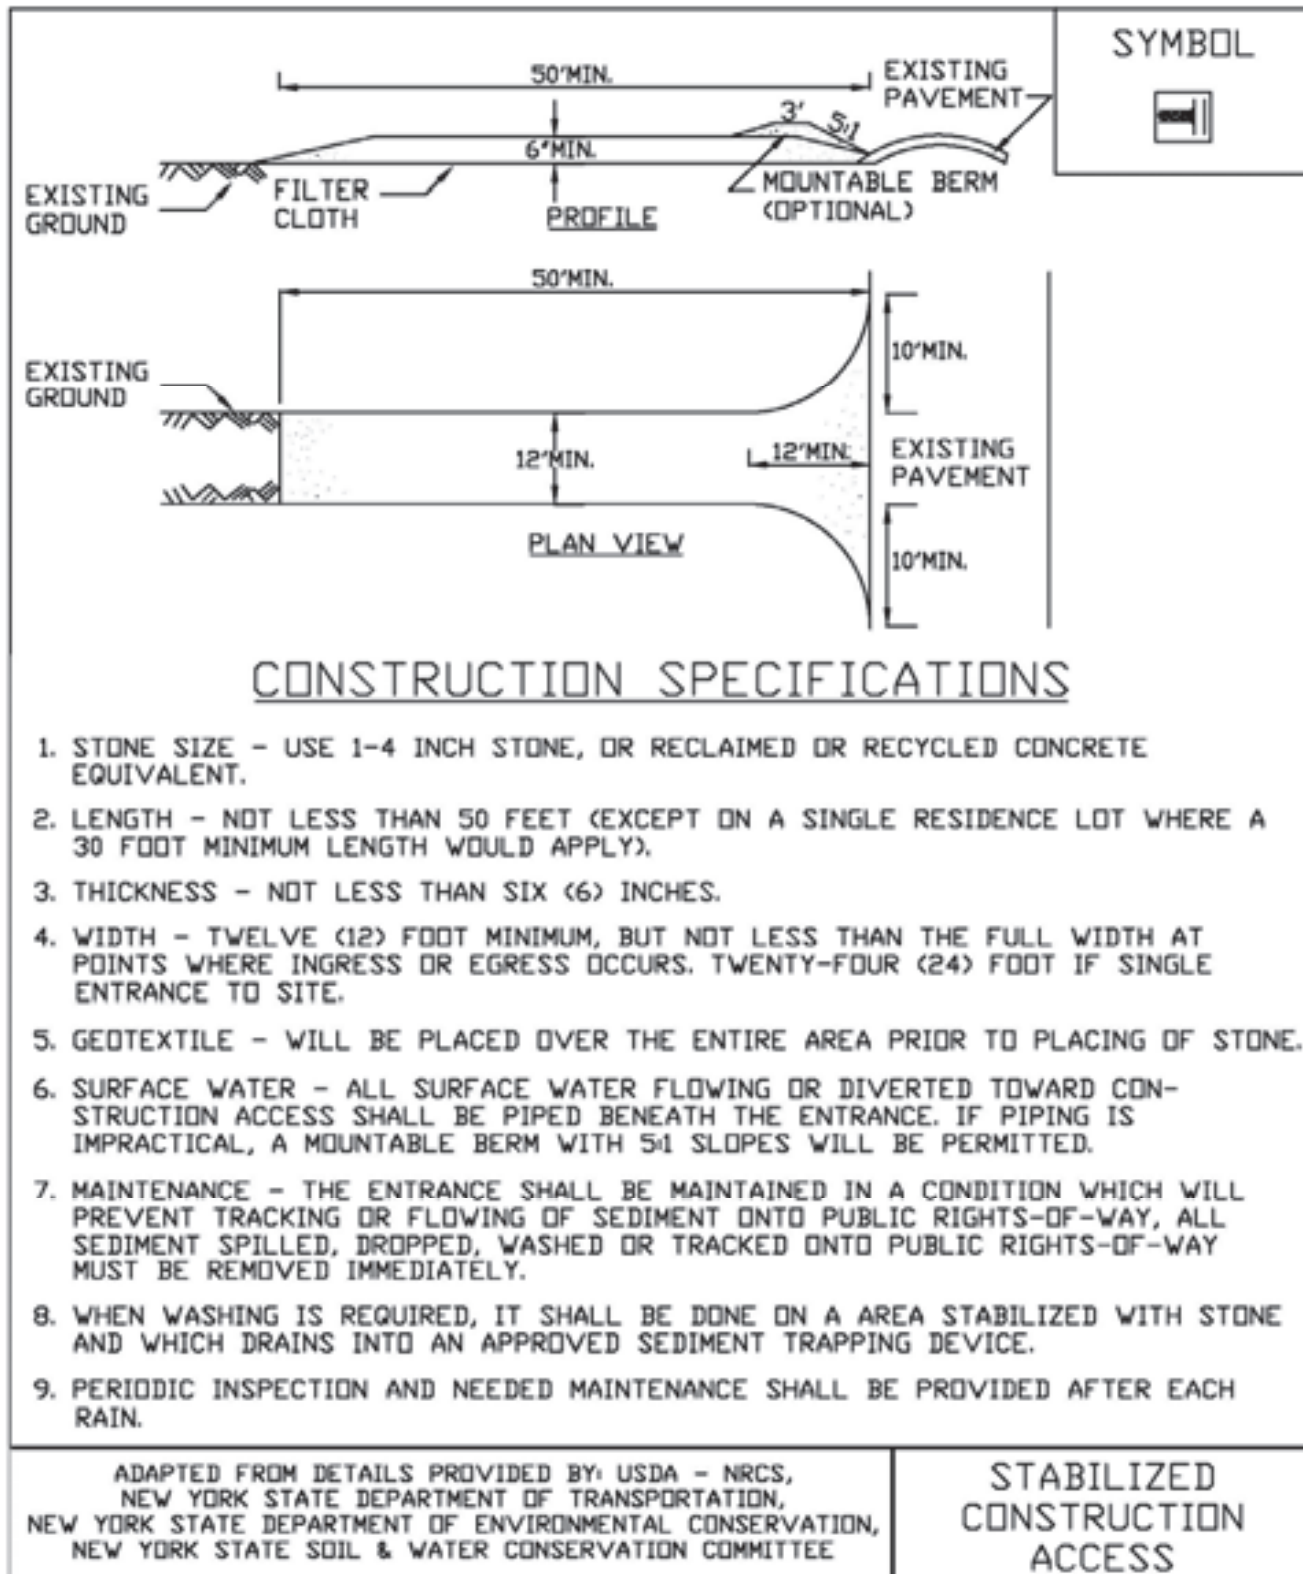 SYMBOL
50'MIN.
EXISTING
PAVEMENT
3'
5:1
6"MIN.
EXISTING
GROUND
FILTER
CLOTH
PROFILE
MOUNTABLE BERM
(OPTIONAL)
50'MIN.
10'MIN.
EXISTING
GROUND
12'MIN.
12'MIN.
EXISTING
PAVEMENT
PLAN VIEW
10'MIN.
CONSTRUCTION SPECIFICATIONS
1. STONE SIZE - USE 1-4 INCH STONE, OR RECLAIMED OR RECYCLED CONCRETE
EQUIVALENT.
2. LENGTH - NOT LESS THAN 50 FEET (EXCEPT ON A SINGLE RESIDENCE LOT WHERE A
30 FOOT MINIMUM LENGTH WOULD APPLY).
3. THICKNESS - NOT LESS THAN SIX (6) INCHES.
4. WIDTH - TWELVE (12) FOOT MINIMUM, BUT NOT LESS THAN THE FULL WIDTH AT
POINTS WHERE INGRESS OR EGRESS OCCURS. TWENTY-FOUR (24) FOOT IF SINGLE
ENTRANCE TO SITE.
5. GEOTEXTILE - WILL BE PLACED OVER THE ENTIRE AREA PRIOR TO PLACING OF STONE.
6. SURFACE WATER - ALL SURFACE WATER FLOWING OR DIVERTED TOWARD CON-
STRUCTION ACCESS SHALL BE PIPED BENEATH THE ENTRANCE. IF PIPING IS
IMPRACTICAL, A MOUNTABLE BERM WITH 5:1 SLOPES WILL BE PERMITTED.
7. MAINTENANCE - THE ENTRANCE SHALL BE MAINTAINED IN A CONDITION WHICH WILL
PREVENT TRACKING OR FLOWING OF SEDIMENT ONTO PUBLIC RIGHTS-OF-WAY, ALL
SEDIMENT SPILLED, DROPPED, WASHED OR TRACKED ONTO PUBLIC RIGHTS-OF-WAY
MUST BE REMOVED IMMEDIATELY.
8. WHEN WASHING IS REQUIRED, IT SHALL BE DONE ON A AREA STABILIZED WITH STONE
AND WHICH DRAINS INTO AN APPROVED SEDIMENT TRAPPING DEVICE.
9. PERIODIC INSPECTION AND NEEDED MAINTENANCE SHALL BE PROVIDED AFTER EACH
RAIN.
ADAPTED FROM DETAILS PROVIDED BY: USDA - NRCS,
NEW YORK STATE DEPARTMENT OF TRANSPORTATION,
NEW YORK STATE DEPARTMENT OF ENVIRONMENTAL CONSERVATION,
NEW YORK STATE SOIL & WATER CONSERVATION COMMITTEE
STABILIZED
CONSTRUCTION
ACCESS